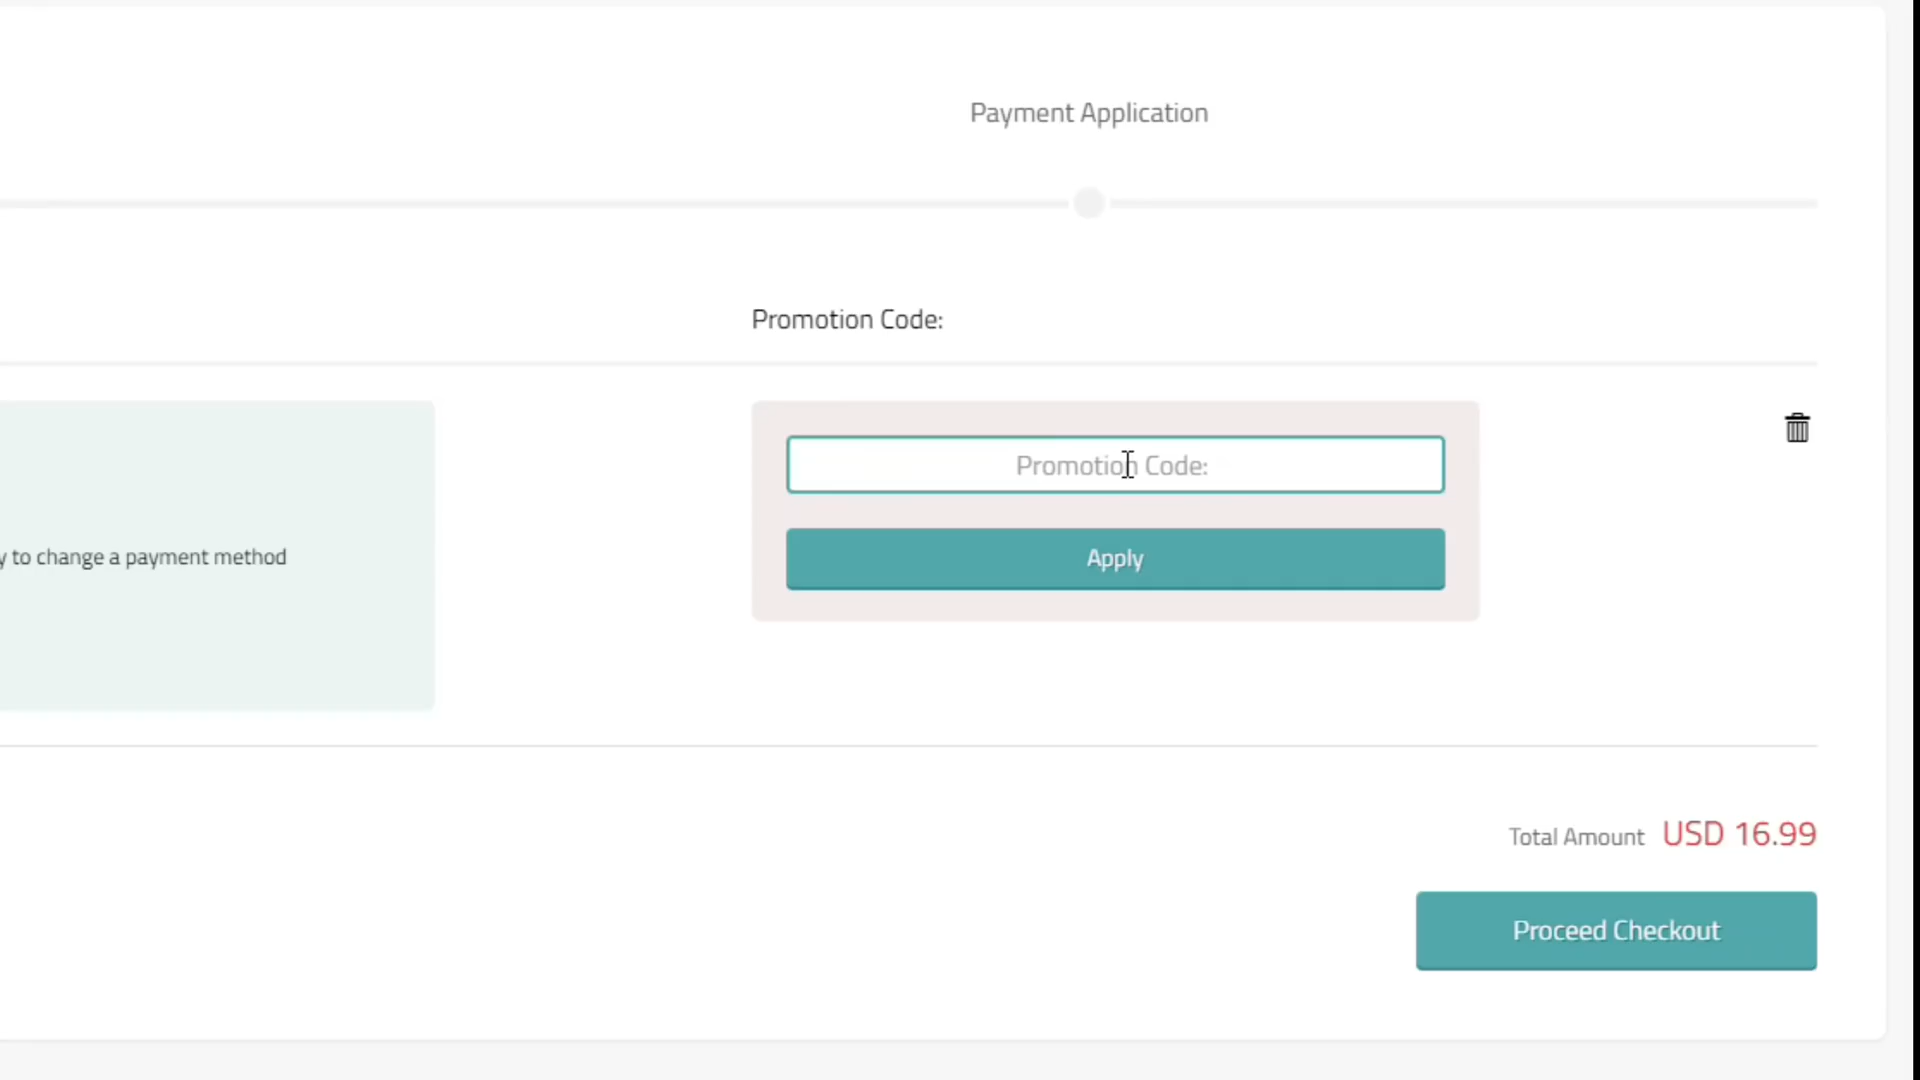 Payment Application
Promotion Code:
Promotion Code:
to change a payment method
Apply
Total Amount USD 16.99
Proceed Checkout